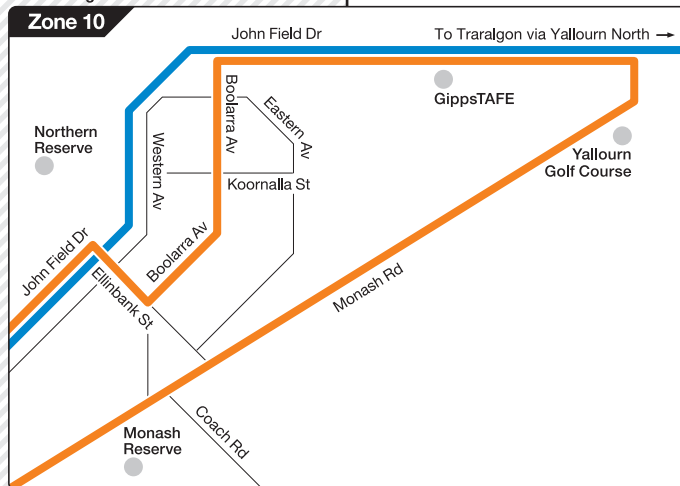 Zone 10
John Field Dr
To Traralgon via Yallourn North →
GippsTAFE
Northern
Reserve
Western Av
Boolarra Av
Eastern Av
Yallourn
Golf Course
Koornalla St
John Field Dr
Boolarra Av
Ellinbank St
Monash Rd
Coach Rd
Monash
Reserve